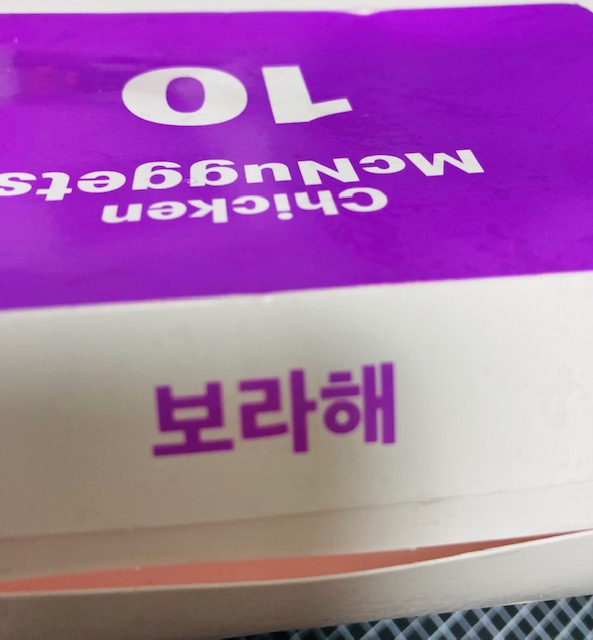 Chicken
McNuggets
10
보라해